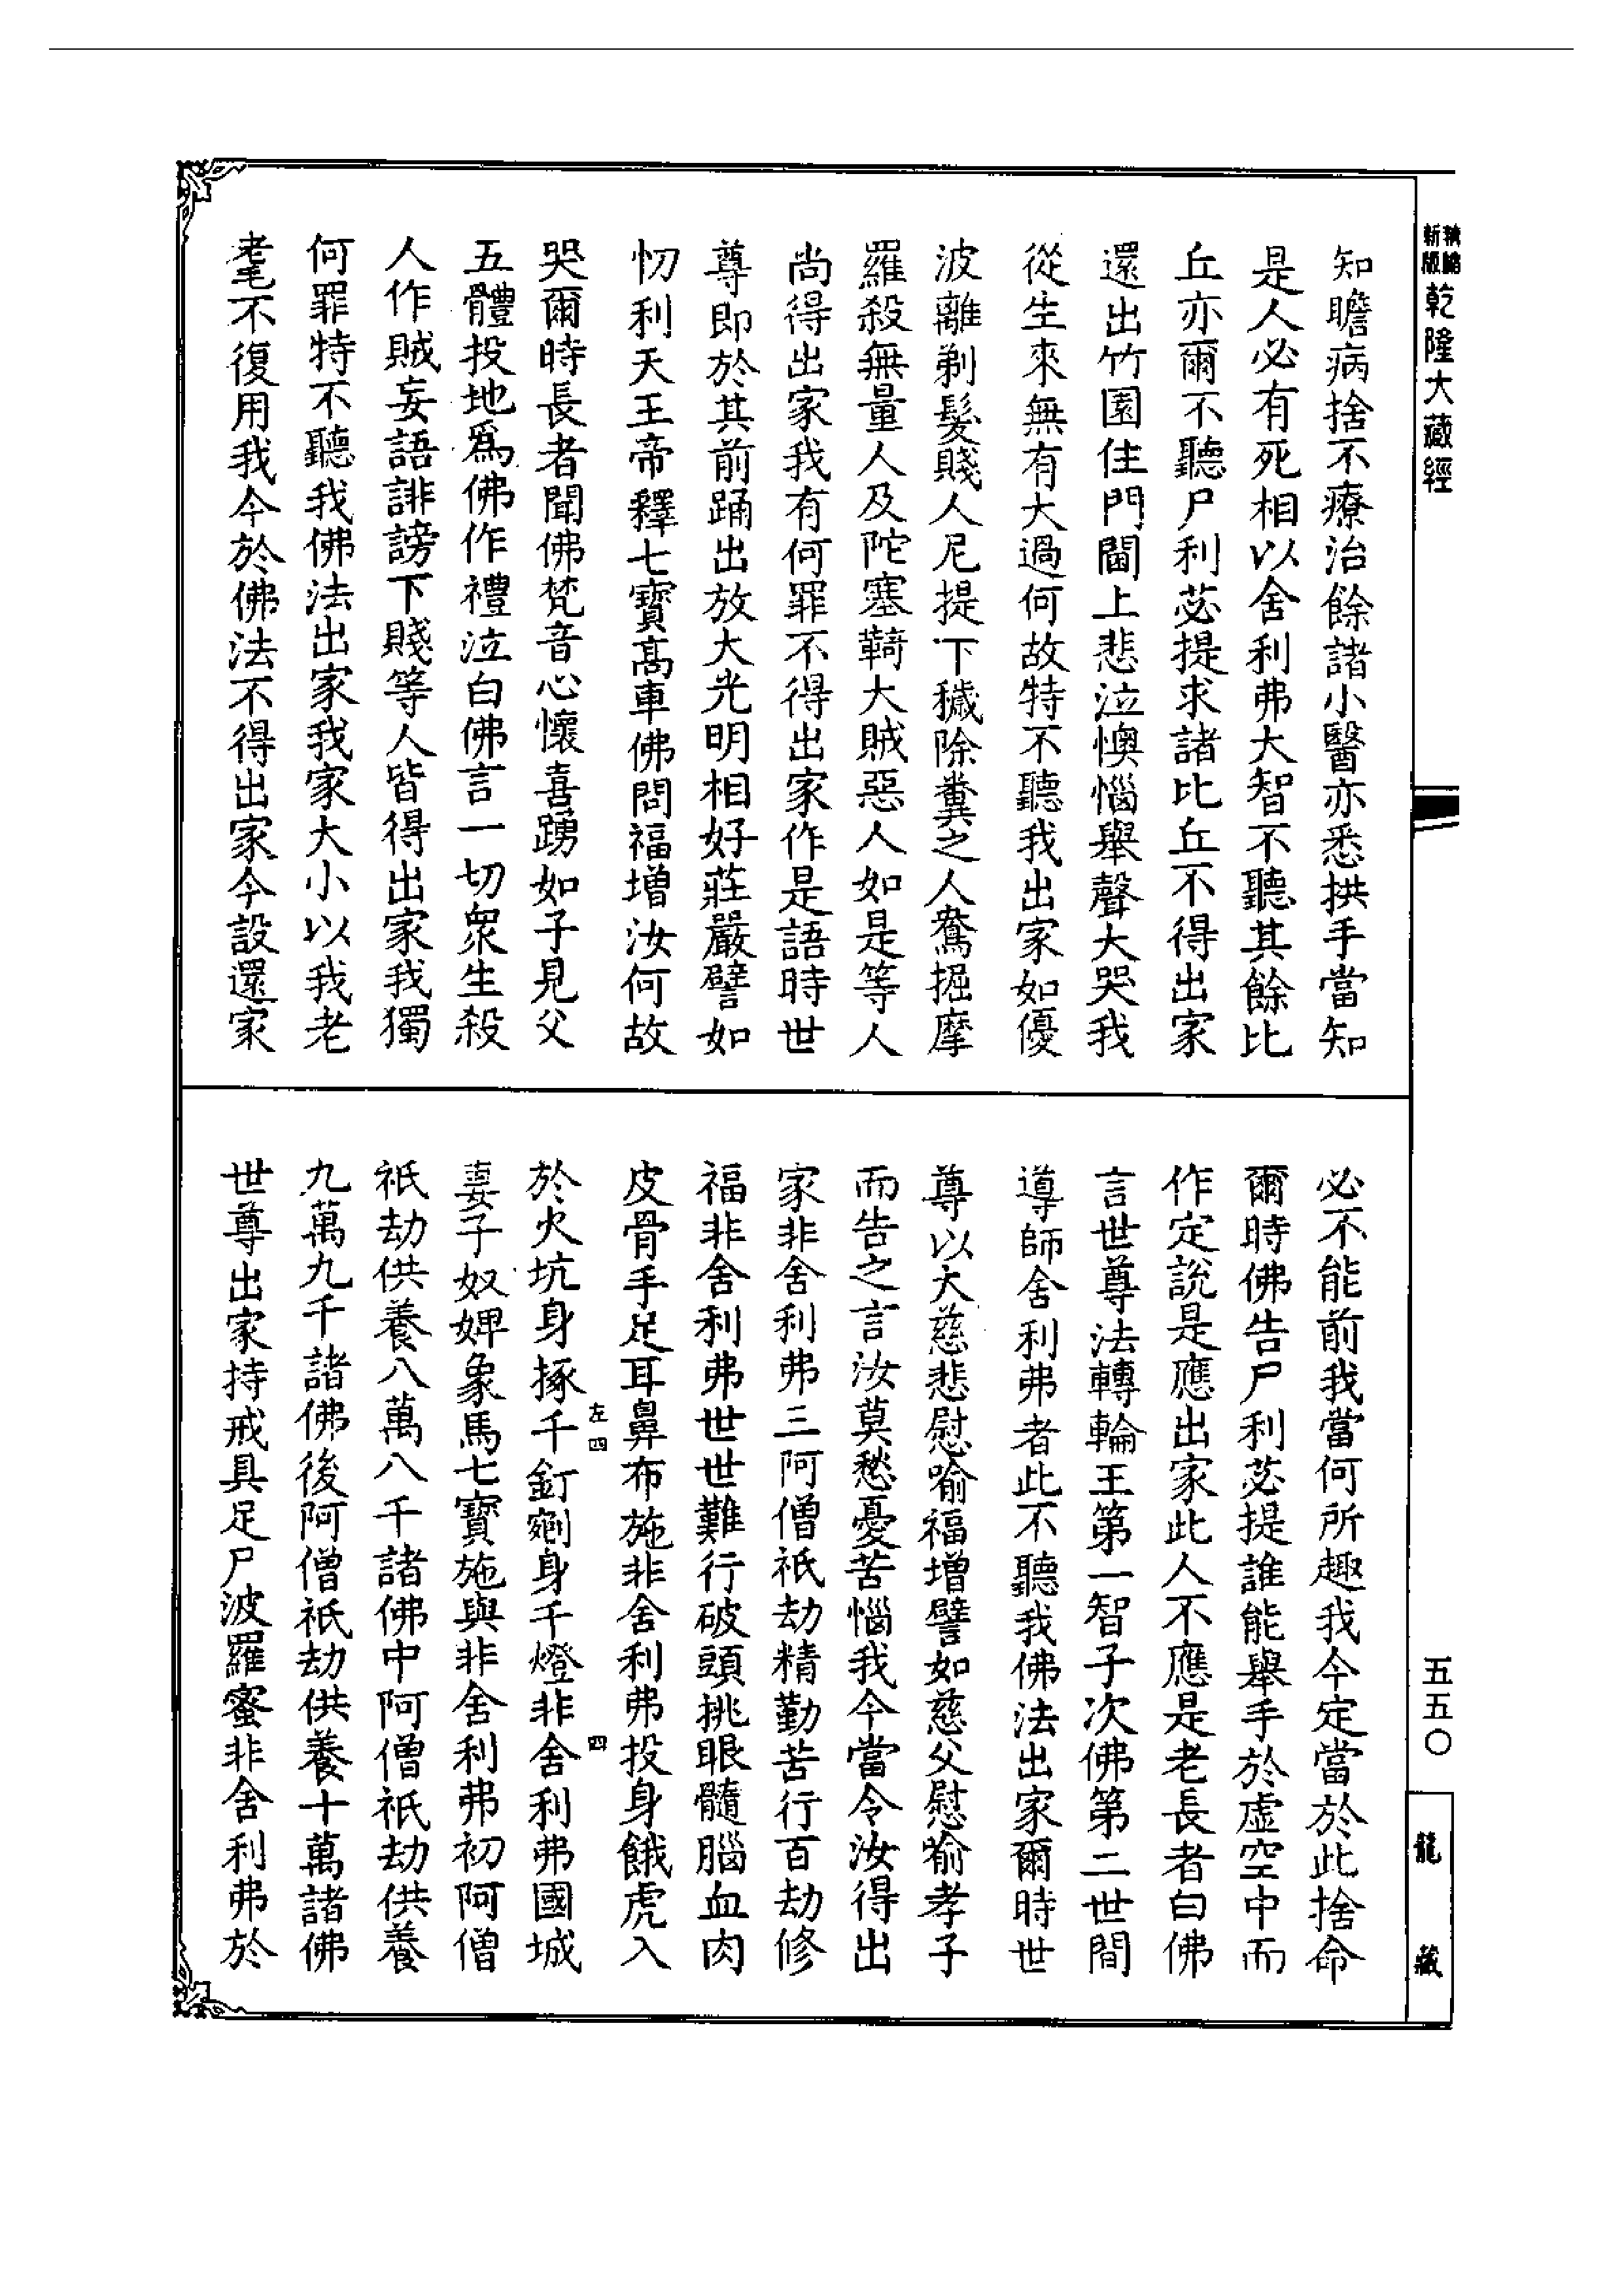 精縮
新版
乾隆大藏經
知瞻病捨不療治餘諸小醫亦悉拱手當知
是人必有死相以舍利弗大智不聽其餘比
丘亦爾不聽尸利苾提求諸比丘不得出家
還出竹園住門閫上悲泣懊惱舉聲大哭我
從生來無有大過何故特不聽我出家如優
波離剃髮賤人尼提下穢除糞之人鴦掘摩
羅殺無量人及陀塞鞊大賊惡人如是等人
尚得出家我有何罪不得出家作是語時世
尊即於其前踊出放大光明相好莊嚴譬如
忉利天王帝釋七寶高車佛問福增汝何故
哭爾時長者聞佛梵音心懷喜踴如子見父
五體投地爲佛作禮泣白佛言一切衆生殺
人作賊妄語誹謗下賤等人皆得出家我獨
何罪特不聽我佛法出家我家大小以我老
耄不復用我今於佛法不得出家今設還家
必不能前我當何所趣我今定當於此捨命
爾時佛告尸利苾提誰能舉手於虛空中而
作定說是應出家此人不應是老長者白佛
言世尊法轉輪王第一智子次佛第二世間
導師舍利弗者此不聽我佛法出家爾時世
尊以大慈悲慰喻福增譬如慈父慰喻孝子
而告之言汝莫愁憂苦惱我今當令汝得出
家非舍利弗三阿僧祇劫精勤苦行百劫修
福非舍利弗世世難行破頭挑眼髓腦血肉
皮骨手足耳鼻布施非舍利弗投身餓虎入
於火坑身琢千釘剜身千燈非舍利弗國城
左四
四
妻子奴婢象馬七寶施與非舍利弗初阿僧
祇劫供養八萬八千諸佛中阿僧祇劫供養
九萬九千諸佛後阿僧祇劫供養十萬諸佛
世尊出家持戒具足尸波羅蜜非舍利弗於
五五〇
龍藏